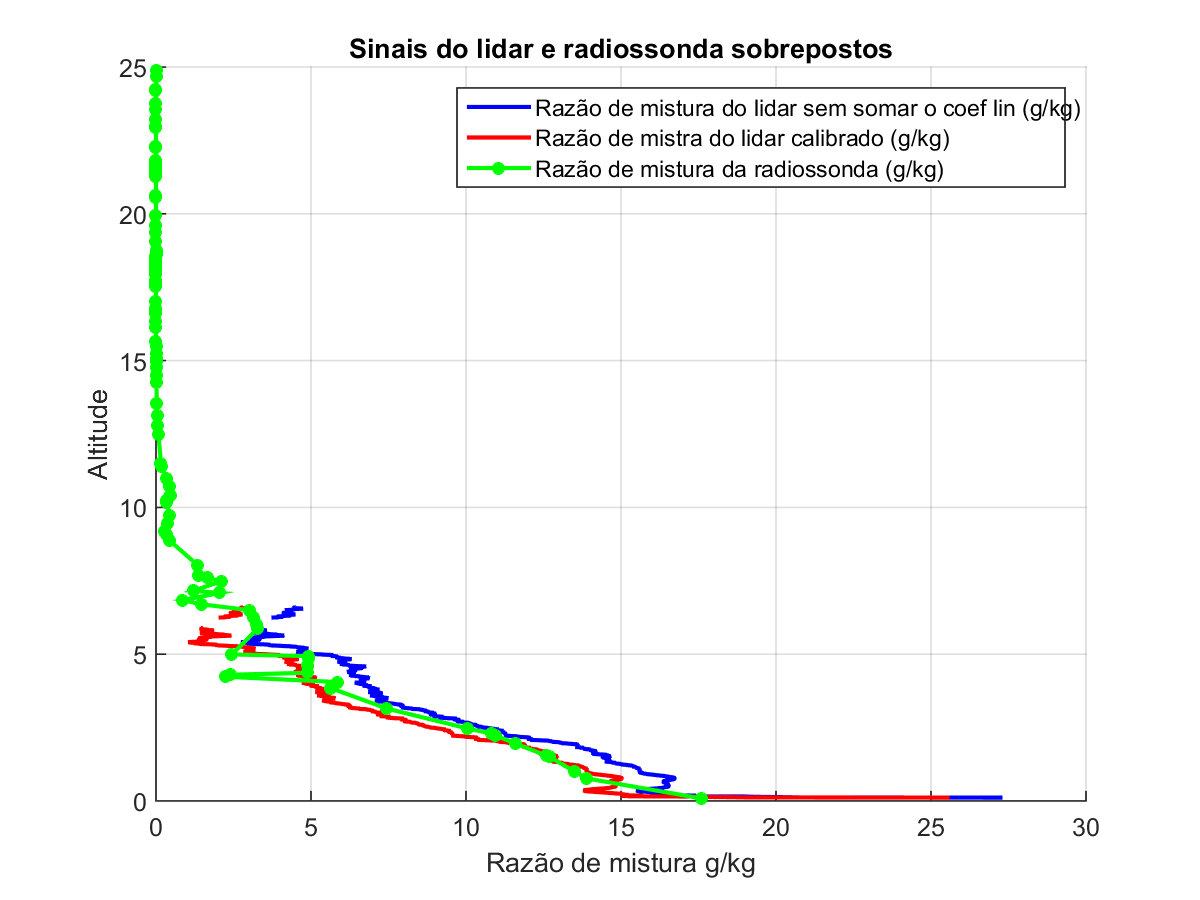 Sinais do lidar e radiossonda sobrepostos
Razão de mistura do lidar sem somar o coef lin (g/kg)
Razão de mistra do lidar calibrado (g/kg)
Razão de mistura da radiossonda (g/kg)
25
20
15
10
5
0
Altitude
0 5 10 15 20 25 30
Razão de mistura g/kg